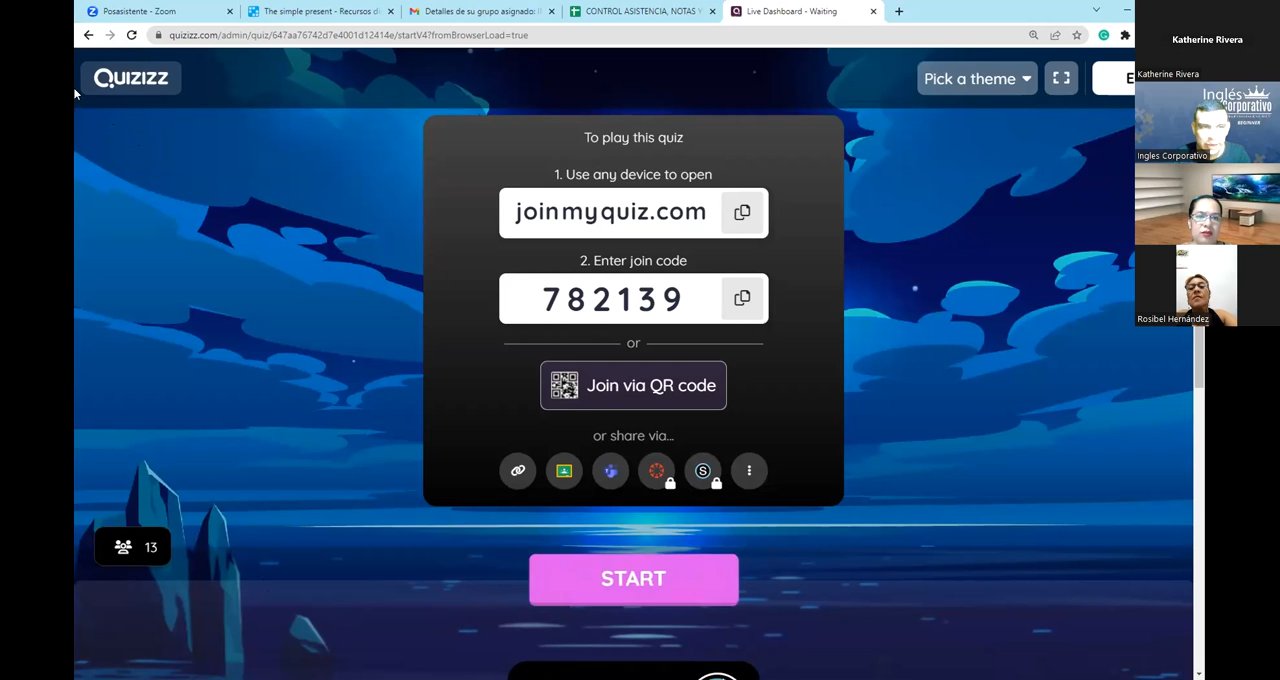 Posasistente - Zoom
The simple present - Recursos di
Detalles de su grupo asignado: I
CONTROL ASISTENCIA, NOTAS Y
Live Dashboard - Waiting
quizizz.com/admin/quiz/647aa76742d7e4001d12414e/startV4?fromBrowserLoad=true
Quizizz
Pick a theme
E
To play this quiz
1. Use any device to open
joinmyquiz.com
2. Enter join code
782139
or
Join via QR code
or share via...
S
13
START
Katherine Rivera
Katherine Rivera
Inglés
Corporativo
BEGINNER
Ingles Corporativo
Rosibel Hernández